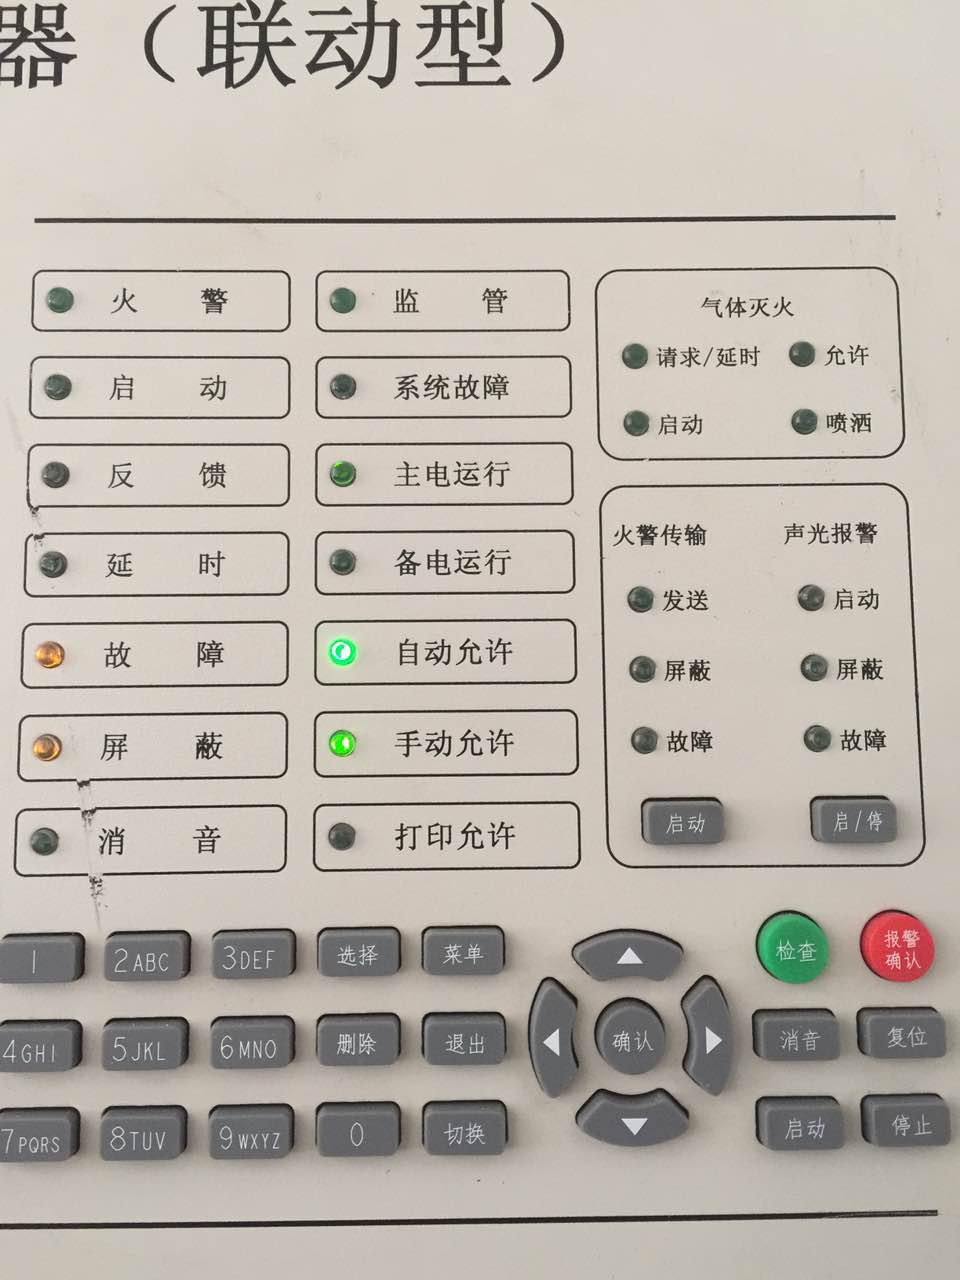 器（联动型）
火警
监管
启动
系统故障
反馈
主电运行
延时
备电运行
故障
自动允许
屏蔽
手动允许
消音
打印允许
气体灭火
请求/延时 允许
启动 喷洒
火警传输 声光报警
发送 启动
屏蔽 屏蔽
故障 故障
启动 启/停
1 2ABC 3DEF 选择 菜单
4GHI 5JKL 6MNO 删除 退出
7PQRS 8TUV 9WXYZ 0 切换
确认
检查 报警确认
消音 复位
启动 停止